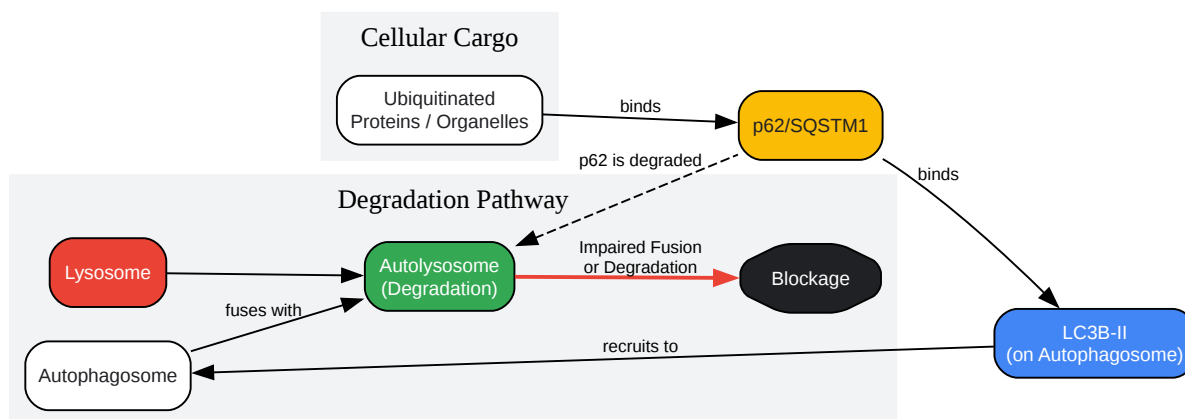 Cellular Cargo
Ubiquitinated
Proteins / Organelles
binds
p62/SQSTM1
p62 is degraded
binds
Degradation Pathway
Lysosome
Autolysosome
(Degradation)
Impaired Fusion
or Degradation
Blockage
fuses with
LC3B-II
(on Autophagosome)
recruits to
Autophagosome